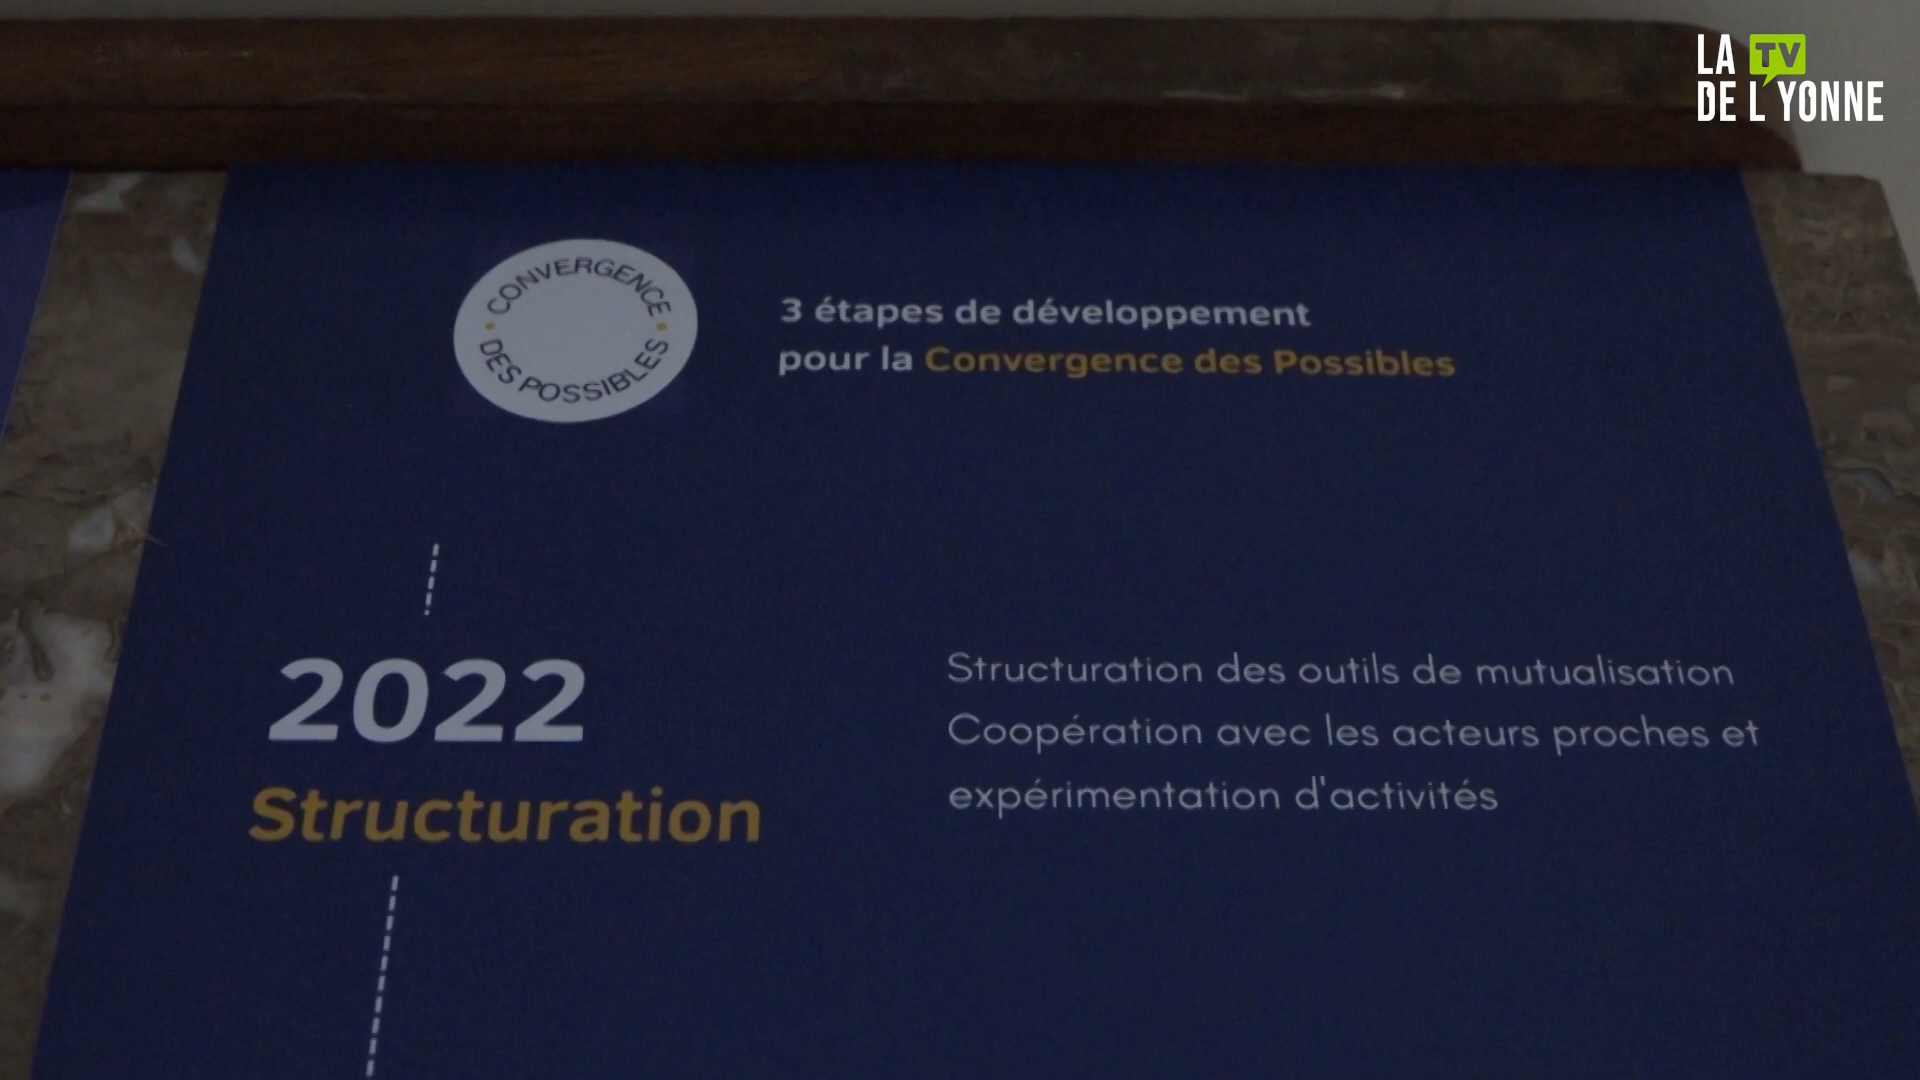 LA TV
DE L'YONNE
CONVERGENCE
DES POSSIBLES
3 étapes de développement
pour la Convergence des Possibles
2022
Structuration
Structuration des outils de mutualisation
Coopération avec les acteurs proches et
expérimentation d'activités